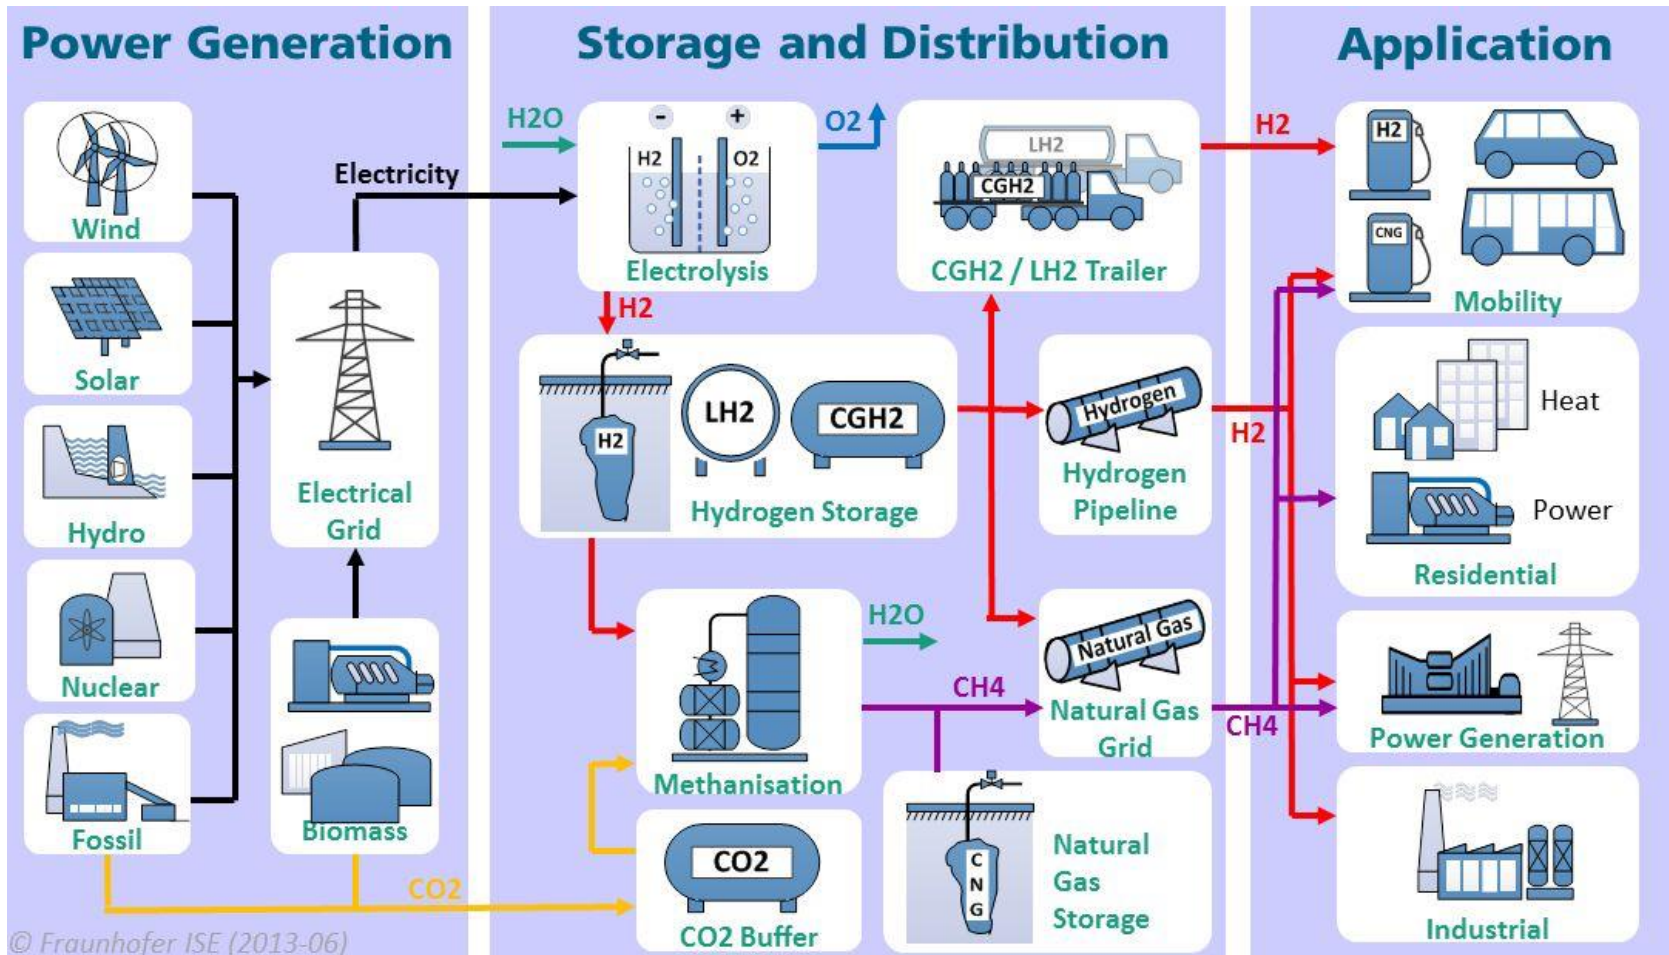 Power Generation
Storage and Distribution
Application
Wind
Solar
Hydro
Nuclear
Fossil
Electricity
Electrical
Grid
Biomass
CO2
© Fraunhofer ISE (2013-06)
H2O
- +
H2 O2
Electrolysis
O2
LH2
CGH2
CGH2 / LH2 Trailer
H2
H2
LH2
CGH2
Hydrogen Storage
Hydrogen
Hydrogen
Pipeline
H2O
Methanisation
CH4
Natural Gas
Natural Gas
Grid
CO2
CO2 Buffer
C
N
G
Natural
Gas
Storage
H2
H2
CH4
H2
CNG
Mobility
Heat
Power
Residential
Power Generation
Industrial